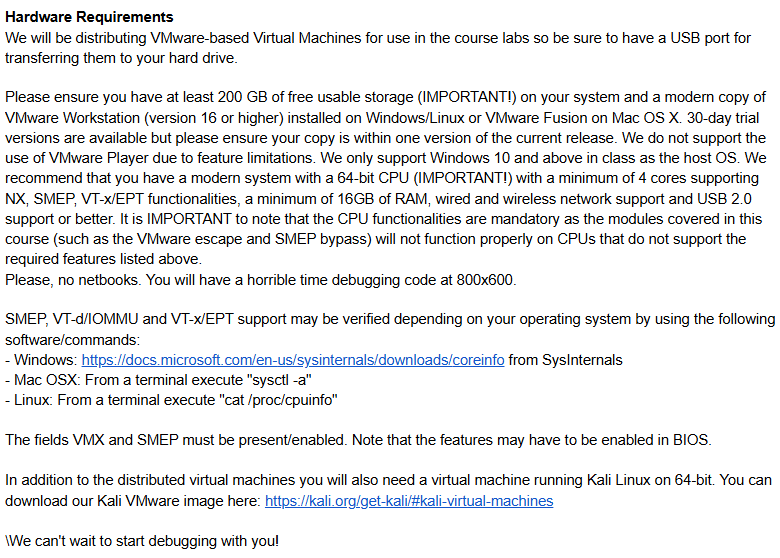 Hardware Requirements
We will be distributing VMware-based Virtual Machines for use in the course labs so be sure to have a USB port for
transferring them to your hard drive.
Please ensure you have at least 200 GB of free usable storage (IMPORTANT!) on your system and a modern copy of
VMware Workstation (version 16 or higher) installed on Windows/Linux or VMware Fusion on Mac OS X. 30-day trial
versions are available but please ensure your copy is within one version of the current release. We do not support the
use of VMware Player due to feature limitations. We only support Windows 10 and above in class as the host OS. We
recommend that you have a modern system with a 64-bit CPU (IMPORTANT!) with a minimum of 4 cores supporting
NX, SMEP, VT-x/EPT functionalities, a minimum of 16GB of RAM, wired and wireless network support and USB 2.0
support or better. It is IMPORTANT to note that the CPU functionalities are mandatory as the modules covered in this
course (such as the VMware escape and SMEP bypass) will not function properly on CPUs that do not support the
required features listed above.
Please, no netbooks. You will have a horrible time debugging code at 800x600.
SMEP, VT-d/IOMMU and VT-x/EPT support may be verified depending on your operating system by using the following
software/commands:
- Windows: https://docs.microsoft.com/en-us/sysinternals/downloads/coreinfo from SysInternals
- Mac OSX: From a terminal execute "sysctl -a"
- Linux: From a terminal execute "cat /proc/cpuinfo"
The fields VMX and SMEP must be present/enabled. Note that the features may have to be enabled in BIOS.
In addition to the distributed virtual machines you will also need a virtual machine running Kali Linux on 64-bit. You can
download our Kali VMware image here: https://kali.org/get-kali/#kali-virtual-machines
\We can't wait to start debugging with you!